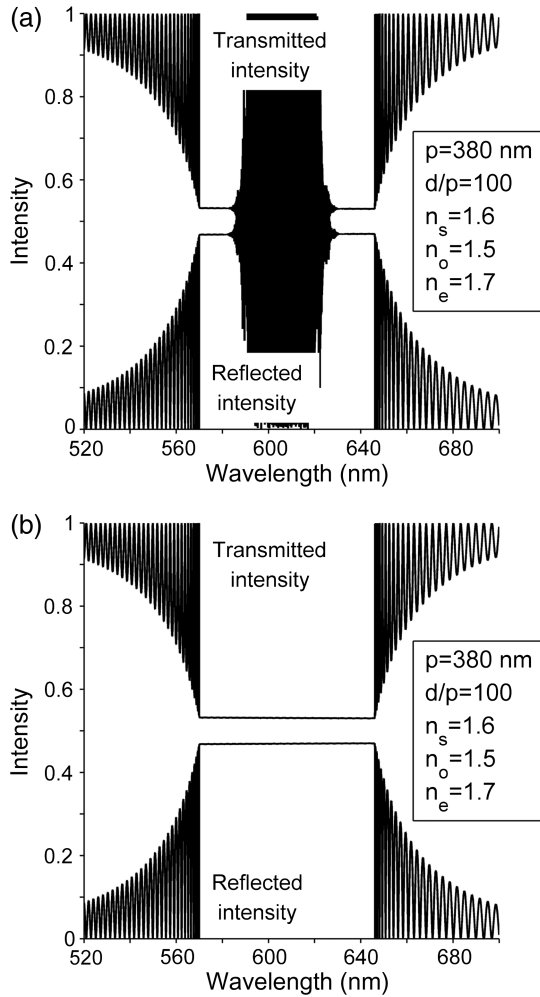 (a)
1
0.8
0.6
0.4
0.2
0
Intensity
Transmitted
intensity
Reflected
intensity
p=380 nm
d/p=100
n_s=1.6
n_o=1.5
n_e=1.7
520 560 600 640 680
Wavelength (nm)
(b)
1
0.8
0.6
0.4
0.2
0
Intensity
Transmitted
intensity
Reflected
intensity
p=380 nm
d/p=100
n_s=1.6
n_o=1.5
n_e=1.7
520 560 600 640 680
Wavelength (nm)